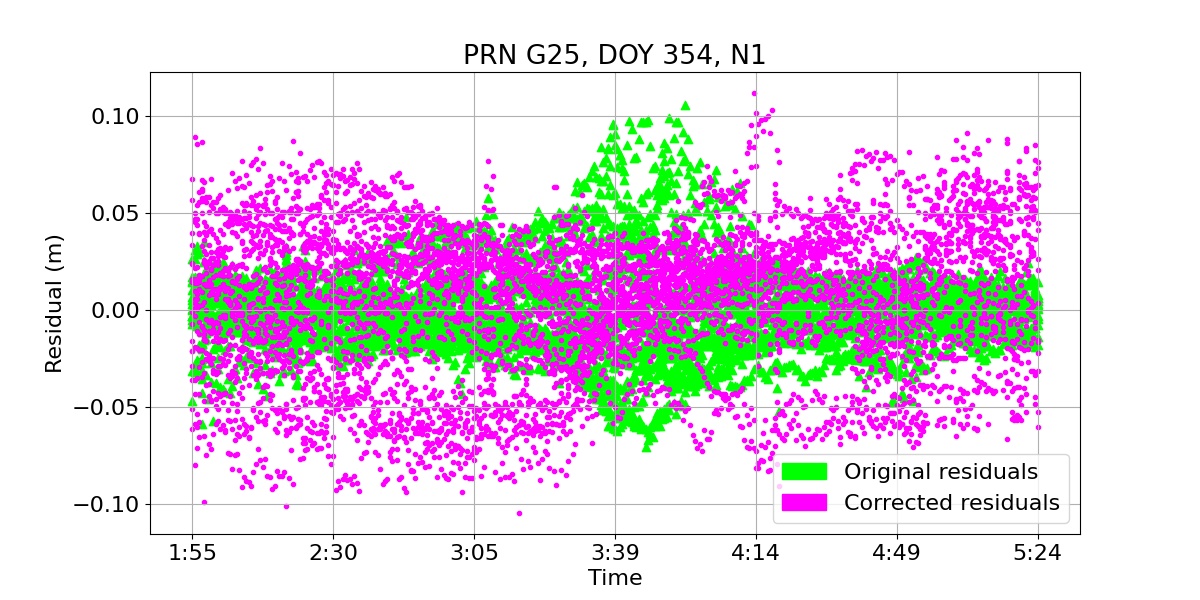 PRN G25, DOY 354, N1
Residual (m)
0.10
0.05
0.00
−0.05
−0.10
Original residuals
Corrected residuals
1:55 2:30 3:05 3:39 4:14 4:49 5:24
Time